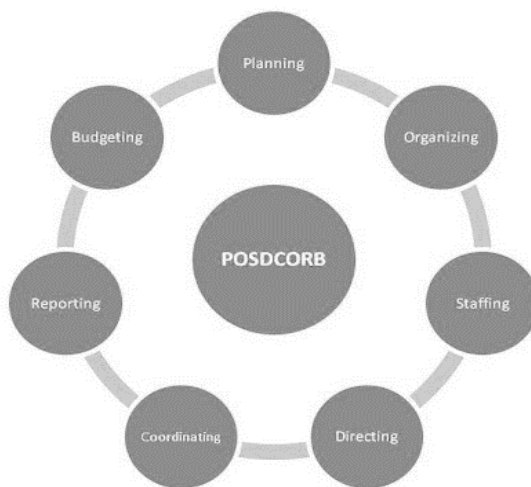 Planning
Organizing
Staffing
Directing
Coordinating
Reporting
Budgeting
POSDCORB